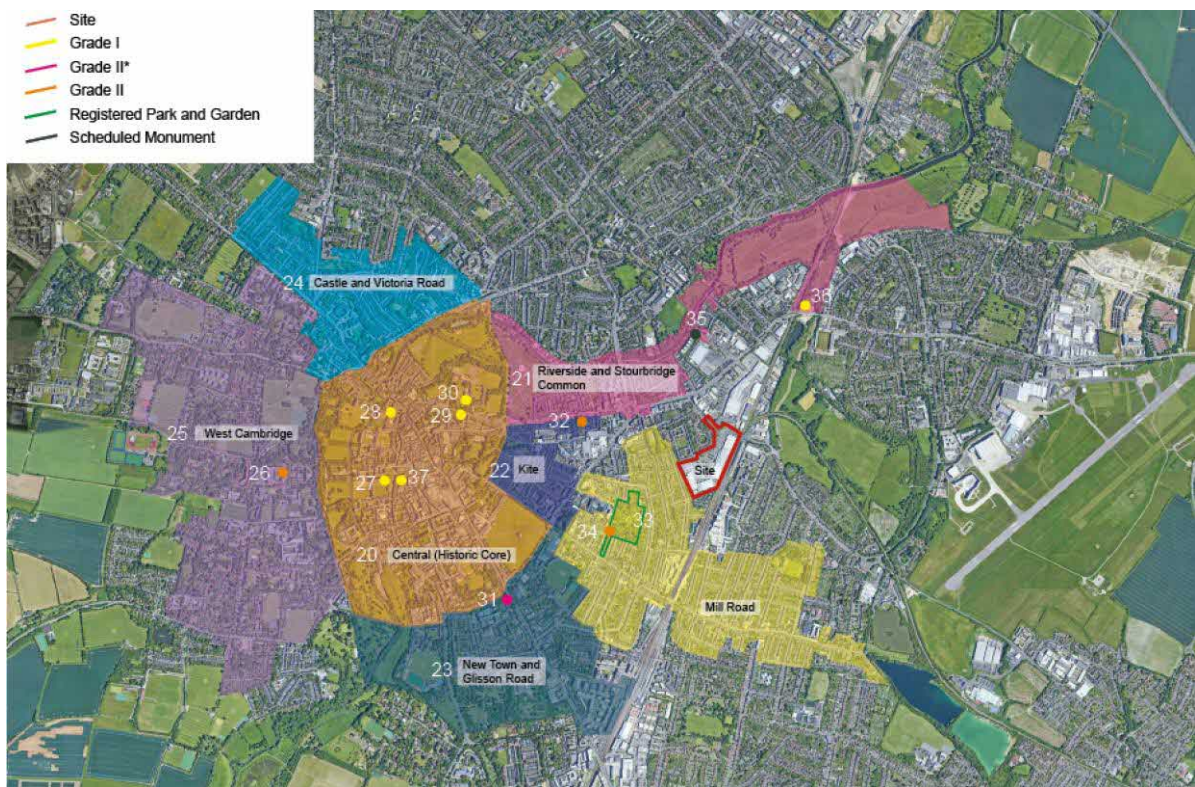 Site
Grade I
Grade II*
Grade II
Registered Park and Garden
Scheduled Monument
24
Castle and Victoria Road
36
35
21
Riverside and Stourbridge
Common
30
28
29
32
25
West Cambridge
26
22
Kite
Site
27
37
33
34
20
Central (Historic Core)
31
Mill Road
23
New Town and
Glisson Road